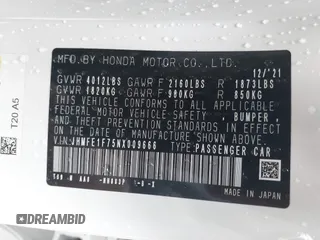 MFD.BY HONDA MOTOR CO.,LTD.
12/'21
GVWR 4012LBS GAWR F 2160LBS R 1873LBS
GVWR 1820KG GAWR F 980KG R 850KG
THIS VEHICLE CONFORMS TO ALL APPLICABLE
FEDERAL MOTOR VEHICLE SAFETY, BUMPER, AND
THEFT PREVENTION STANDARDS IN EFFECT ON THE
DATE OF MANUFACTURE SHOWN ABOVE.
VIN: JHMFE1F75NX009666 TYPE:PASSENGER CAR
MADE IN JAPAN
T20 A5
DREAMBID